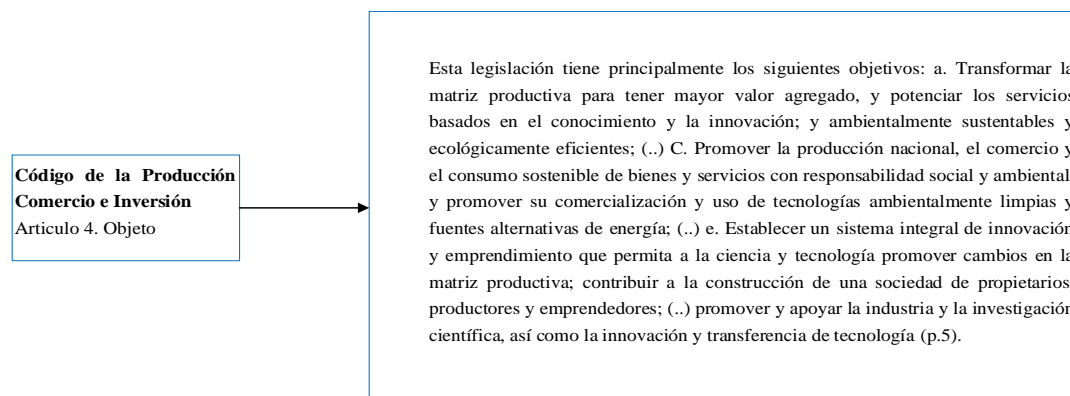 Código de la Producción
Comercio e Inversión
Articulo 4. Objeto
Esta legislación tiene principalmente los siguientes objetivos: a. Transformar la
matriz productiva para tener mayor valor agregado, y potenciar los servicios
basados en el conocimiento y la innovación; y ambientalmente sustentables y
ecológicamente eficientes; (..) C. Promover la producción nacional, el comercio y
el consumo sostenible de bienes y servicios con responsabilidad social y ambiental
y promover su comercialización y uso de tecnologías ambientalmente limpias y
fuentes alternativas de energía; (..) e. Establecer un sistema integral de innovación
y emprendimiento que permita a la ciencia y tecnología promover cambios en la
matriz productiva; contribuir a la construcción de una sociedad de propietarios
productores y emprendedores; (..) promover y apoyar la industria y la investigación
científica, así como la innovación y transferencia de tecnología (p.5).